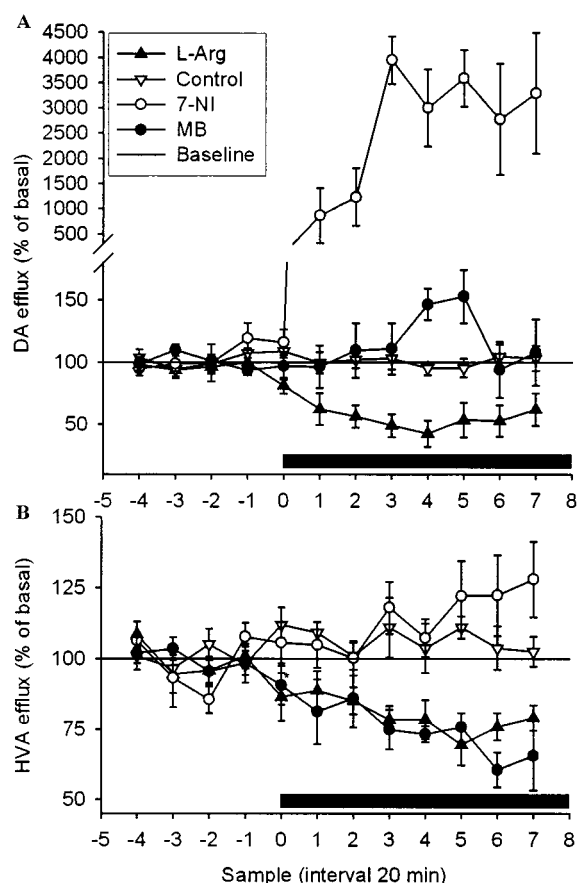 A
L-Arg
Control
7-NI
MB
Baseline
DA efflux (% of basal)
4500
4000
3500
3000
2500
2000
1500
1000
500
150
100
50
-5 -4 -3 -2 -1 0 1 2 3 4 5 6 7 8
B
HVA efflux (% of basal)
150
125
100
75
50
*
-5 -4 -3 -2 -1 0 1 2 3 4 5 6 7 8
Sample (interval 20 min)